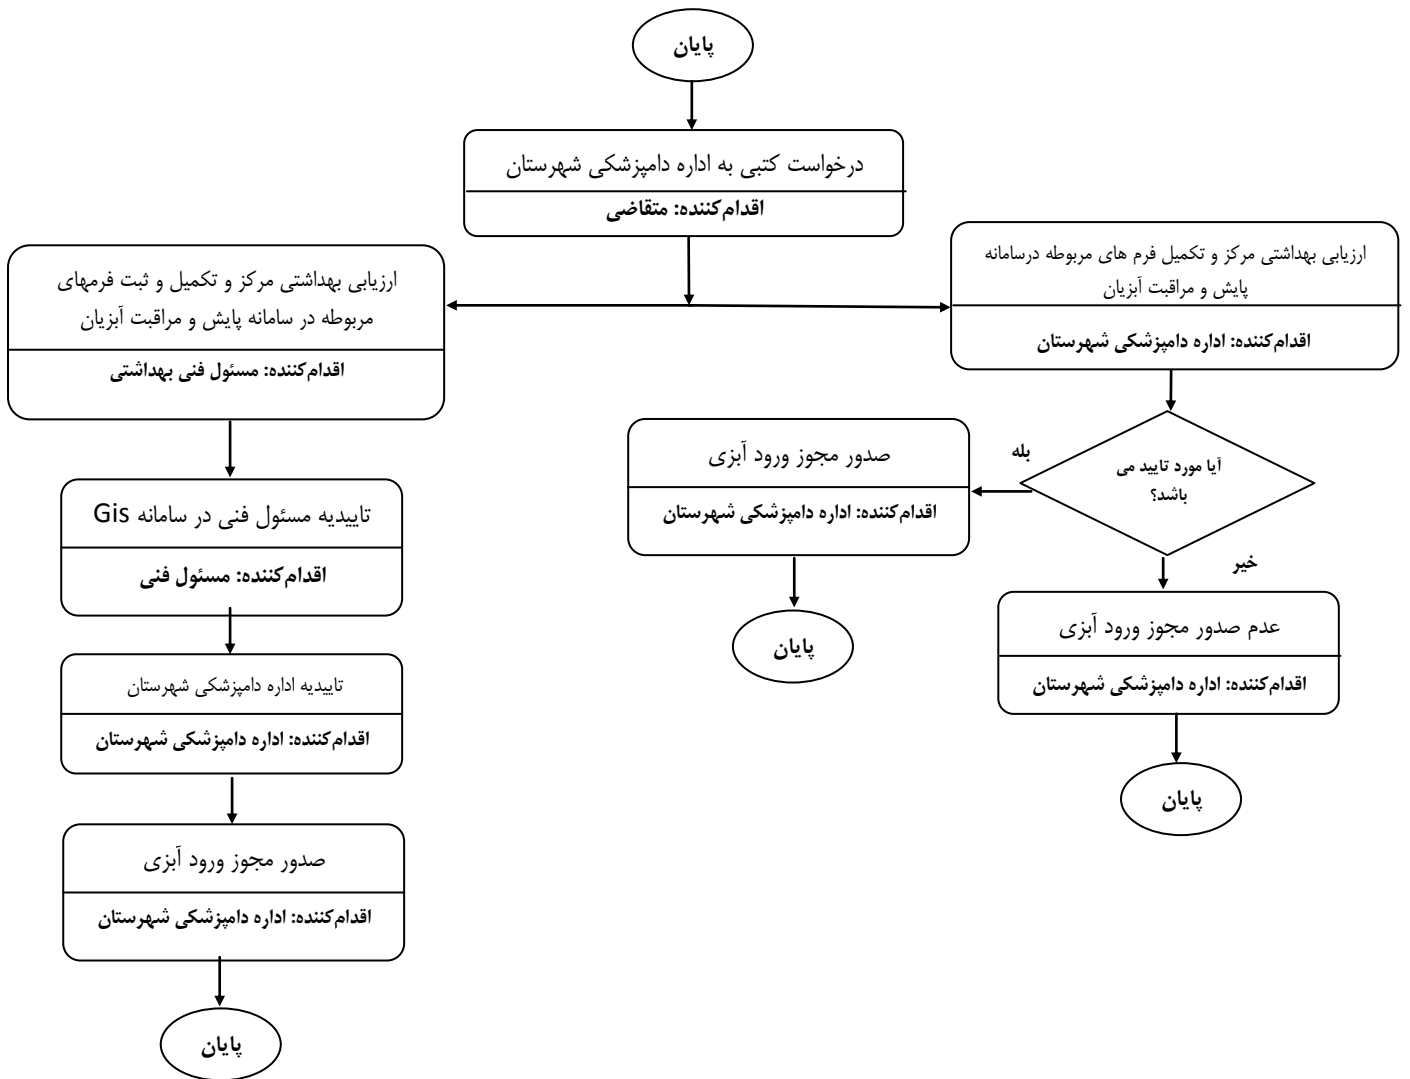 پایان
درخواست کتبی به اداره دامپزشکی شهرستان
اقدام‌کننده: متقاضی
ارزیابی بهداشتی مرکز و تکمیل فرم های مربوطه درسامانه
پایش و مراقبت آبزیان
اقدام‌کننده: اداره دامپزشکی شهرستان
آیا مورد تایید می
باشد؟
بله
خیر
صدور مجوز ورود آبزی
اقدام‌کننده: اداره دامپزشکی شهرستان
پایان
عدم صدور مجوز ورود آبزی
اقدام‌کننده: اداره دامپزشکی شهرستان
پایان
ارزیابی بهداشتی مرکز و تکمیل و ثبت فرمهای
مربوطه در سامانه پایش و مراقبت آبزیان
اقدام‌کننده: مسئول فنی بهداشتی
تاییدیه مسئول فنی در سامانه Gis
اقدام‌کننده: مسئول فنی
تاییدیه اداره دامپزشکی شهرستان
اقدام‌کننده: اداره دامپزشکی شهرستان
صدور مجوز ورود آبزی
اقدام‌کننده: اداره دامپزشکی شهرستان
پایان